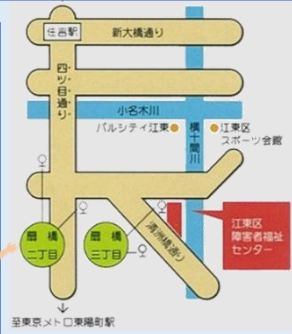 住吉駅
新大橋通り
四ツ目通り
小名木川
パルシティ江東
横十間川
江東区
スポーツ会館
清洲橋通り
扇橋
二丁目
扇橋
三丁目
江東区
障害者福祉
センター
至東京メトロ東陽町駅